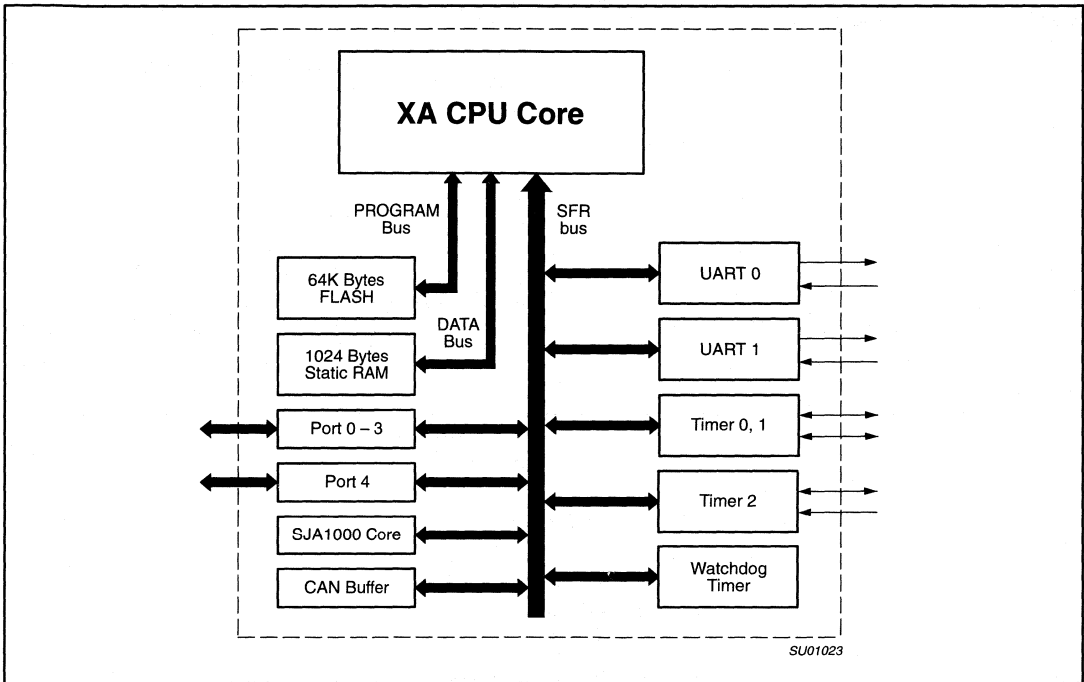 XA CPU Core
PROGRAM
Bus
SFR
bus
64K Bytes
FLASH
DATA
Bus
1024 Bytes
Static RAM
Port 0 – 3
Port 4
SJA1000 Core
CAN Buffer
UART 0
UART 1
Timer 0, 1
Timer 2
Watchdog
Timer
SU01023